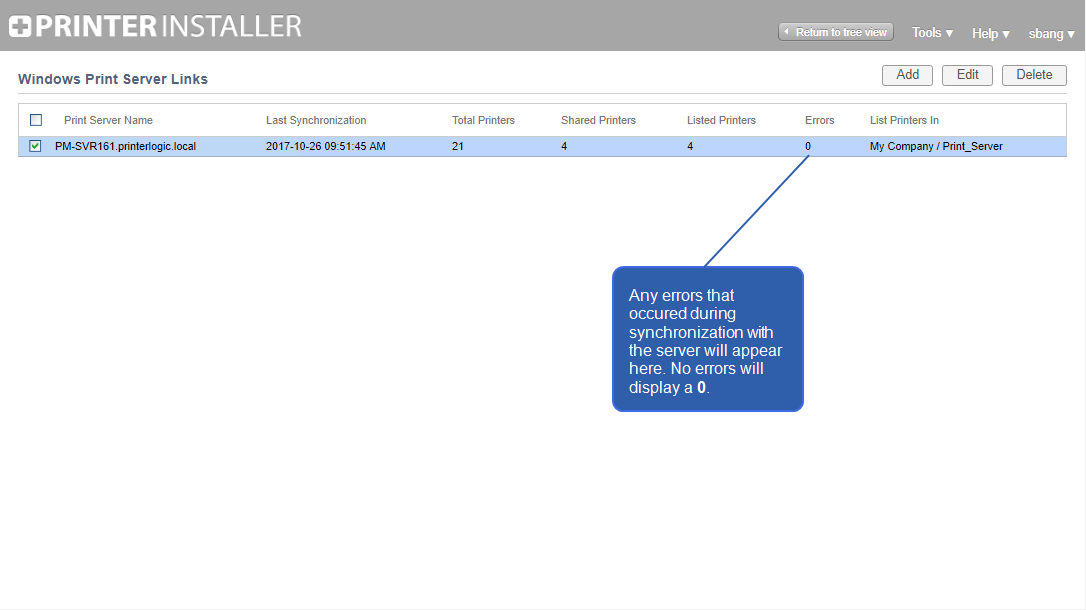 PRINTER INSTALLER
Return to tree view Tools ▾ Help ▾ sbang ▾
Windows Print Server Links
Add Edit Delete
Print Server Name Last Synchronization Total Printers Shared Printers Listed Printers Errors List Printers In
PM-SVR161.printerlogic.local 2017-10-26 09:51:45 AM 21 4 4 0 My Company / Print_Server
Any errors that
occured during
synchronization with
the server will appear
here. No errors will
display a 0.